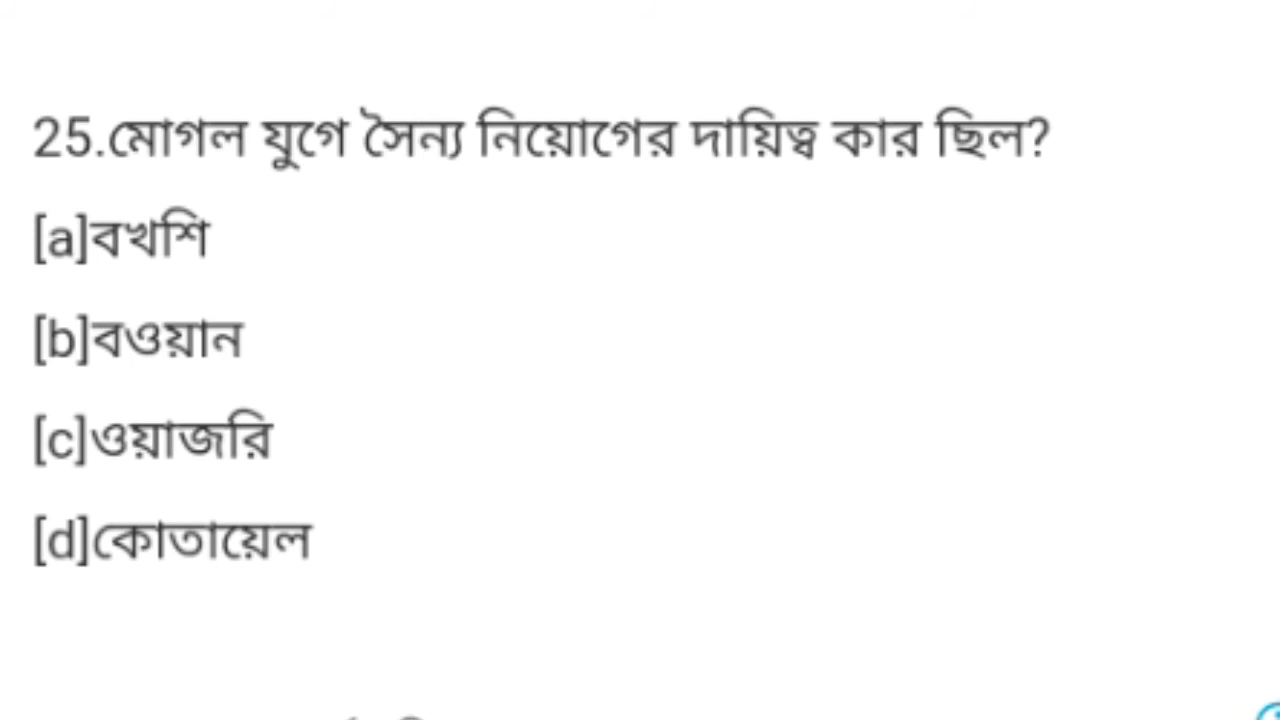 25.মোগল যুগে সৈন্য নিয়োগের দায়িত্ব কার ছিল?
[a]বখশি
[b]বওয়ান
[c]ওয়াজরি
[d]কোতায়েল